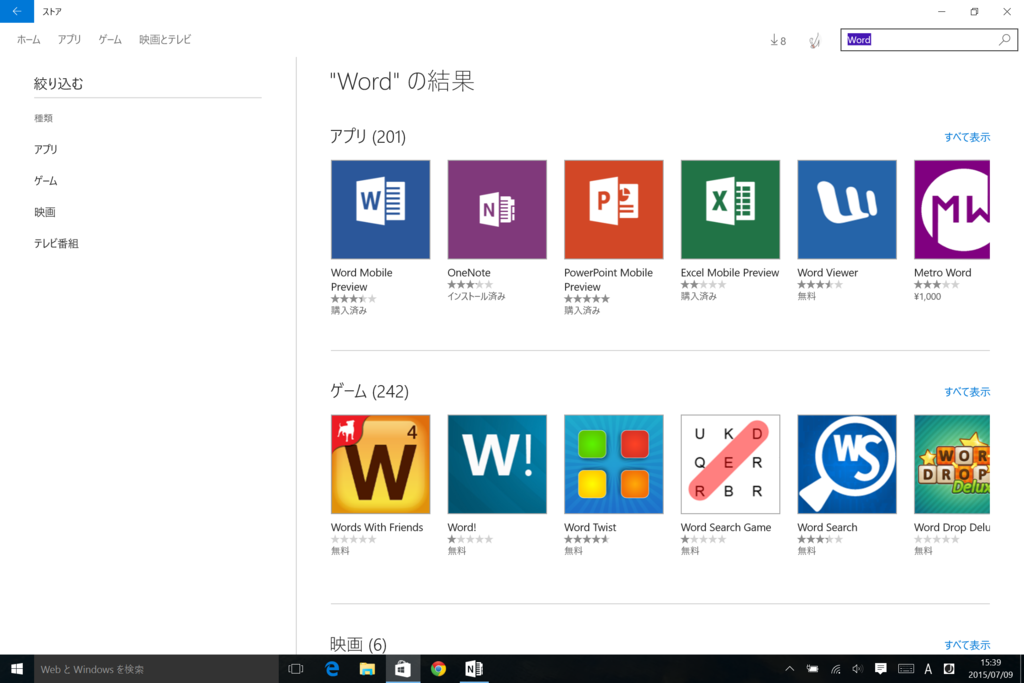 ストア
ホーム アプリ ゲーム 映画とテレビ
8
Word
絞り込む
種類
アプリ
ゲーム
映画
テレビ番組
"Word" の結果
アプリ (201)
すべて表示
W
N
P
X
MW
Word Mobile Preview
購入済み
OneNote
インストール済み
PowerPoint Mobile Preview
購入済み
Excel Mobile Preview
購入済み
Word Viewer
無料
Metro Word
¥1,000
ゲーム (242)
すべて表示
W 4
W!
U K D
Q E R
R B R
WS
WOR
DROP
Delux
Words With Friends
無料
Word!
無料
Word Twist
無料
Word Search Game
無料
Word Search
無料
Word Drop Delu
無料
映画 (6)
すべて表示
Web と Windows を検索
N
A
15:39
2015/07/09